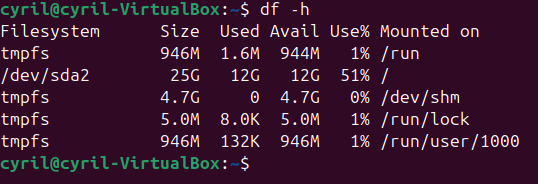 cyril@cyril-VirtualBox:~$ df -h
Filesystem      Size  Used Avail Use% Mounted on
tmpfs           946M  1.6M  944M   1% /run
/dev/sda2        25G   12G   12G  51% /
tmpfs           4.7G     0  4.7G   0% /dev/shm
tmpfs           5.0M  8.0K  5.0M   1% /run/lock
tmpfs           946M  132K  946M   1% /run/user/1000
cyril@cyril-VirtualBox:~$